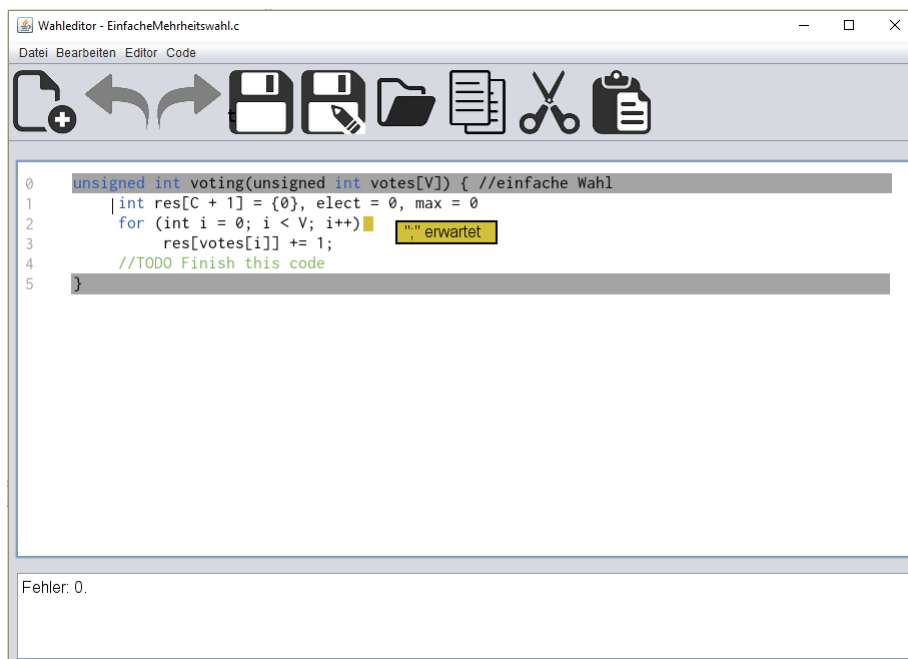 Wahleditor - EinfacheMehrheitswahl.c
Datei Bearbeiten Editor Code
t
0 unsigned int voting(unsigned int votes[V]) { //einfache Wahl
1 int res[C + 1] = {0}, elect = 0, max = 0
2 for (int i = 0; i < V; i++)
";" erwartet
3 res[votes[i]] += 1;
4 //TODO Finish this code
5 }
Fehler: 0.